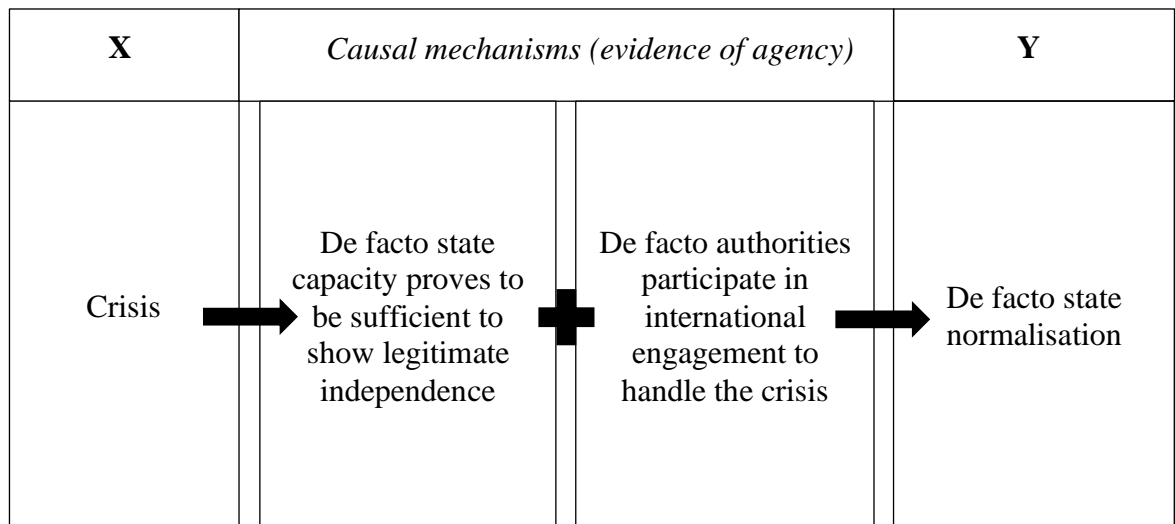 X
Causal mechanisms (evidence of agency)
Y
Crisis
De facto state
capacity proves to
be sufficient to
show legitimate
independence
De facto authorities
participate in
international
engagement to
handle the crisis
De facto state
normalisation